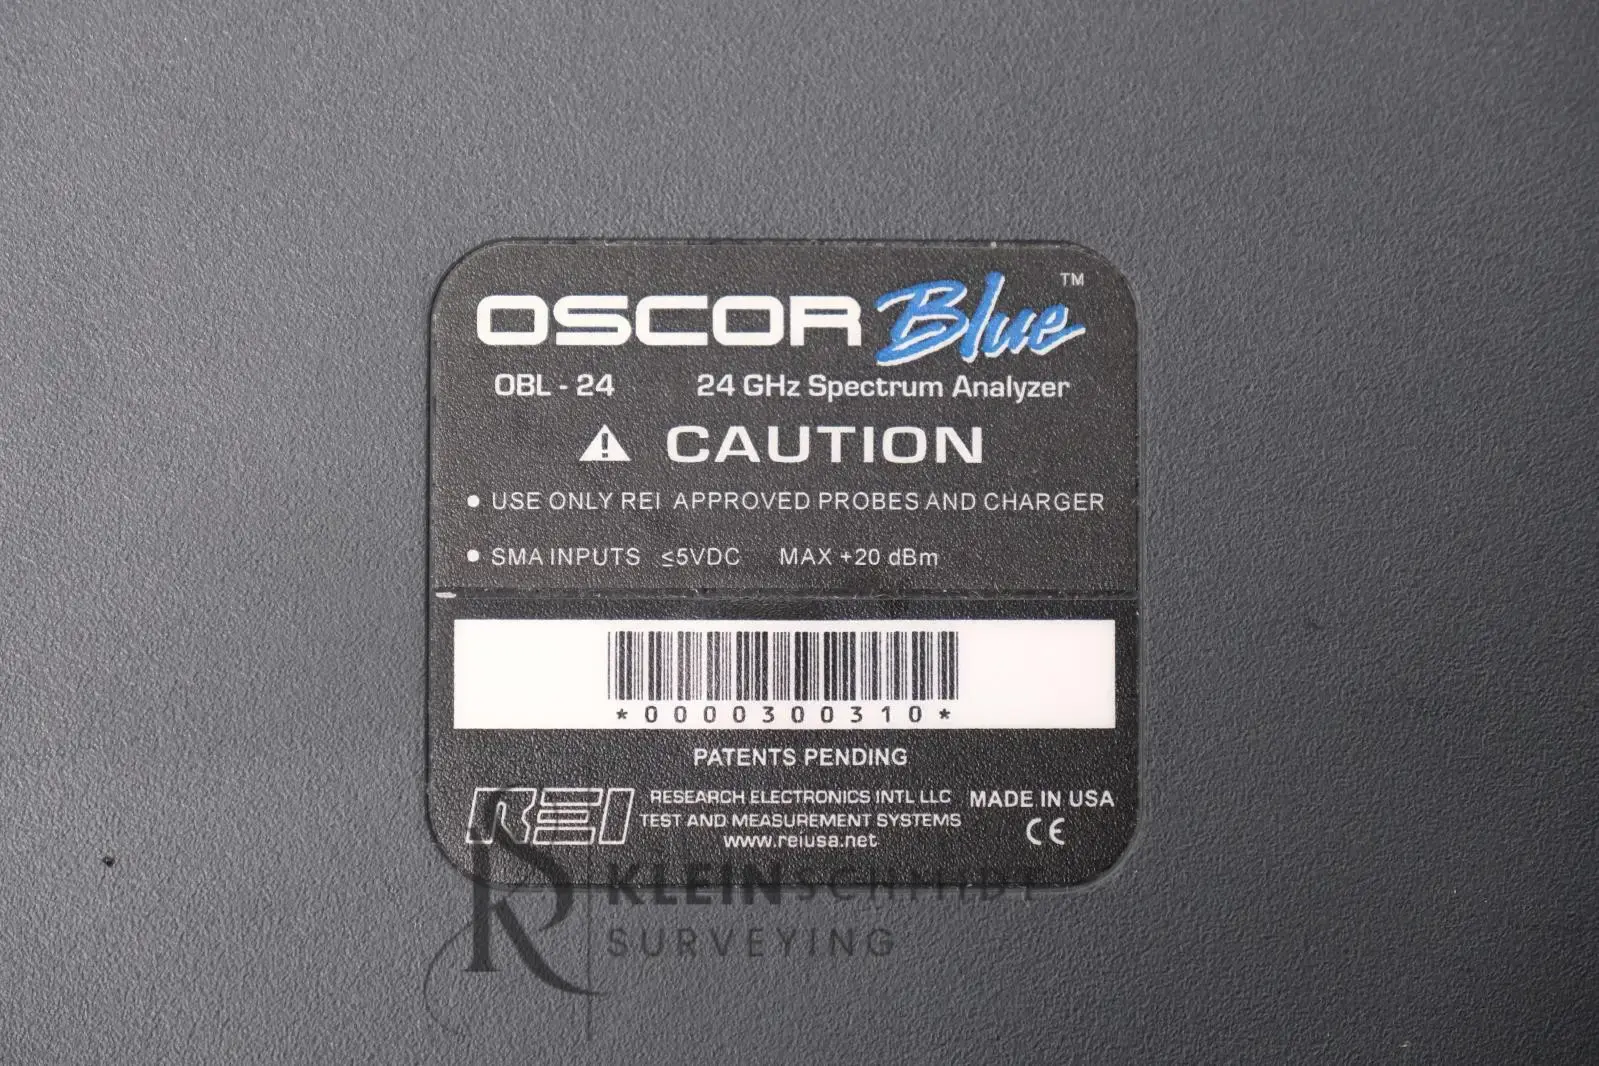 OSCOR Blue™
OBL - 24 24 GHz Spectrum Analyzer
⚠ CAUTION
● USE ONLY REI APPROVED PROBES AND CHARGER
● SMA INPUTS ≤5VDC MAX +20 dBm
*0000300310*
PATENTS PENDING
REI
RESEARCH ELECTRONICS INTL LLC
TEST AND MEASUREMENT SYSTEMS
www.reiusa.net
MADE IN USA
CE
KLEINSCHMIDT
SURVEYING